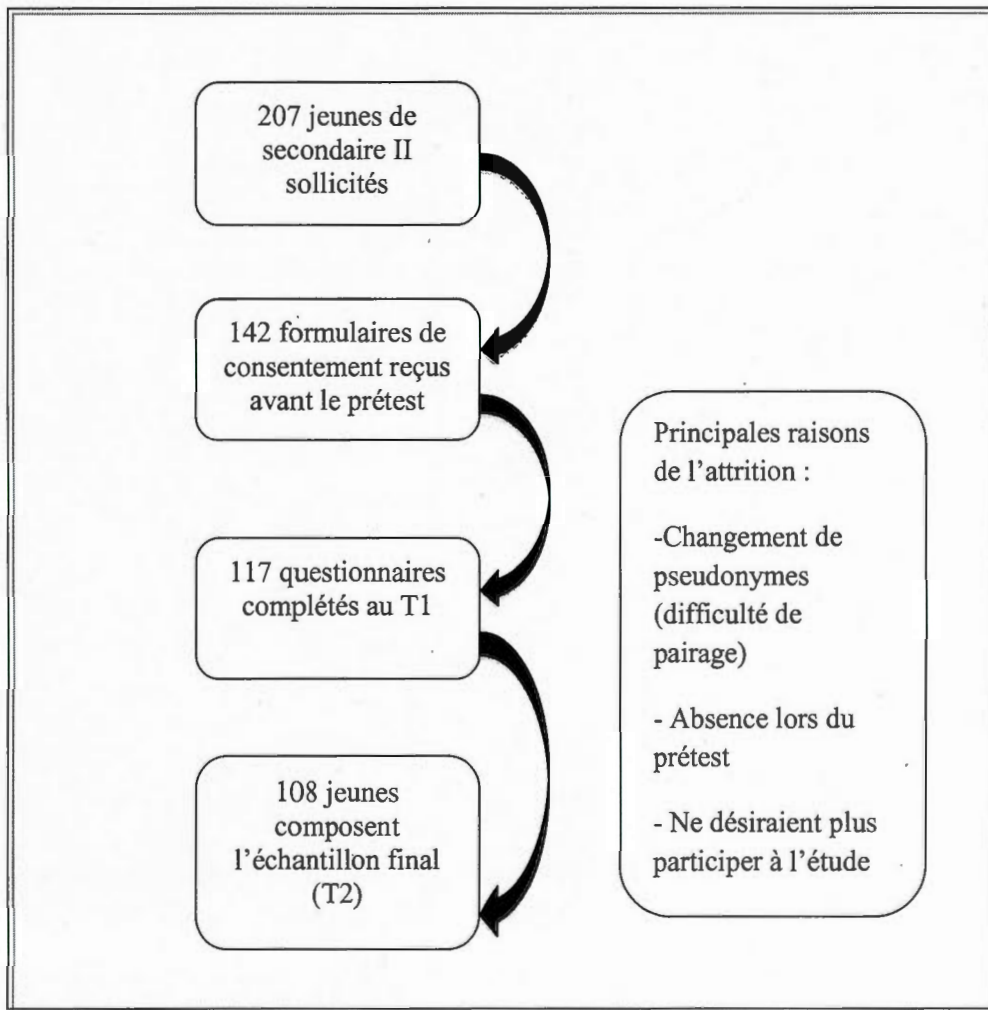 207 jeunes de
secondaire II
sollicités
142 formulaires de
consentement reçus
avant le prétest
117 questionnaires
complétés au T1
108 jeunes
composent
l'échantillon final
(T2)
Principales raisons
de l'attrition :
-Changement de
pseudonymes
(difficulté de
pairage)
- Absence lors du
prétest
- Ne désiraient plus
participer à l'étude